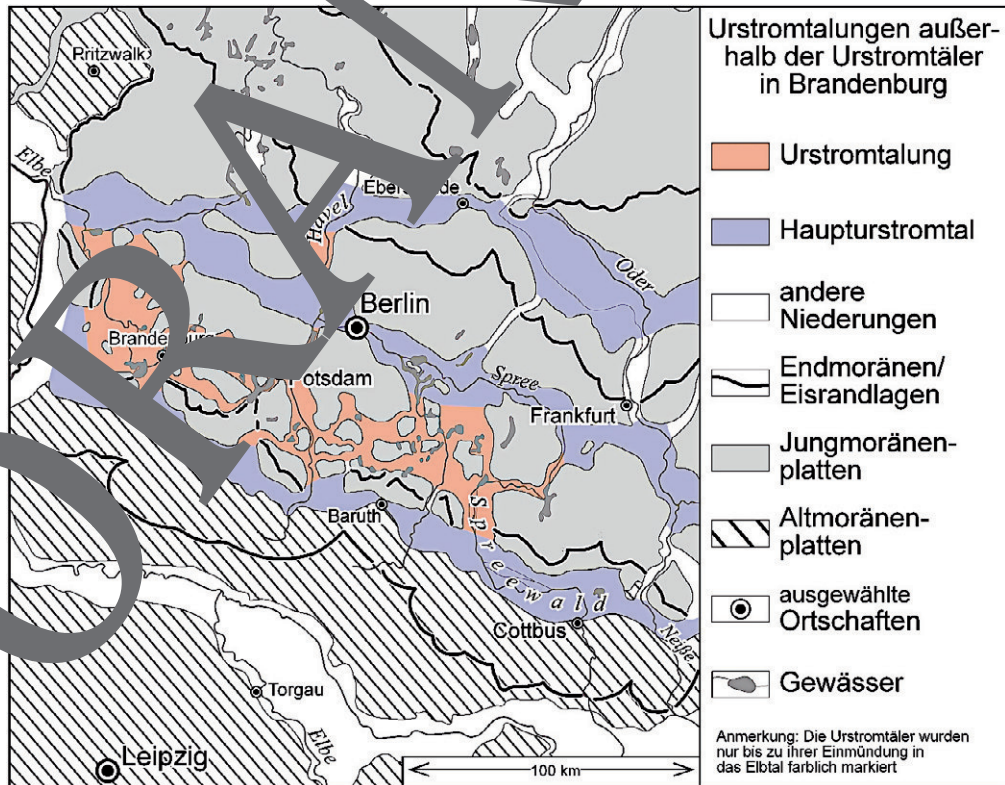 Urstromtalungen außer-
halb der Urstromtäler
in Brandenburg
Urstromtalung
Haupturstromtal
andere
Niederungen
Endmoränen/
Eisrandlagen
Jungmoränen-
platten
Altmoränen-
platten
ausgewählte
Ortschaften
Gewässer
Anmerkung: Die Urstromtäler wurden
nur bis zu ihrer Einmündung in
das Elbtal farblich markiert
Pritzwalk
Elbe
Havel
Oder
Berlin
Potsdam
Spree
Frankfurt
Baruth
Spreewald
Cottbus
Neiße
Torgau
Elbe
Leipzig
100 km